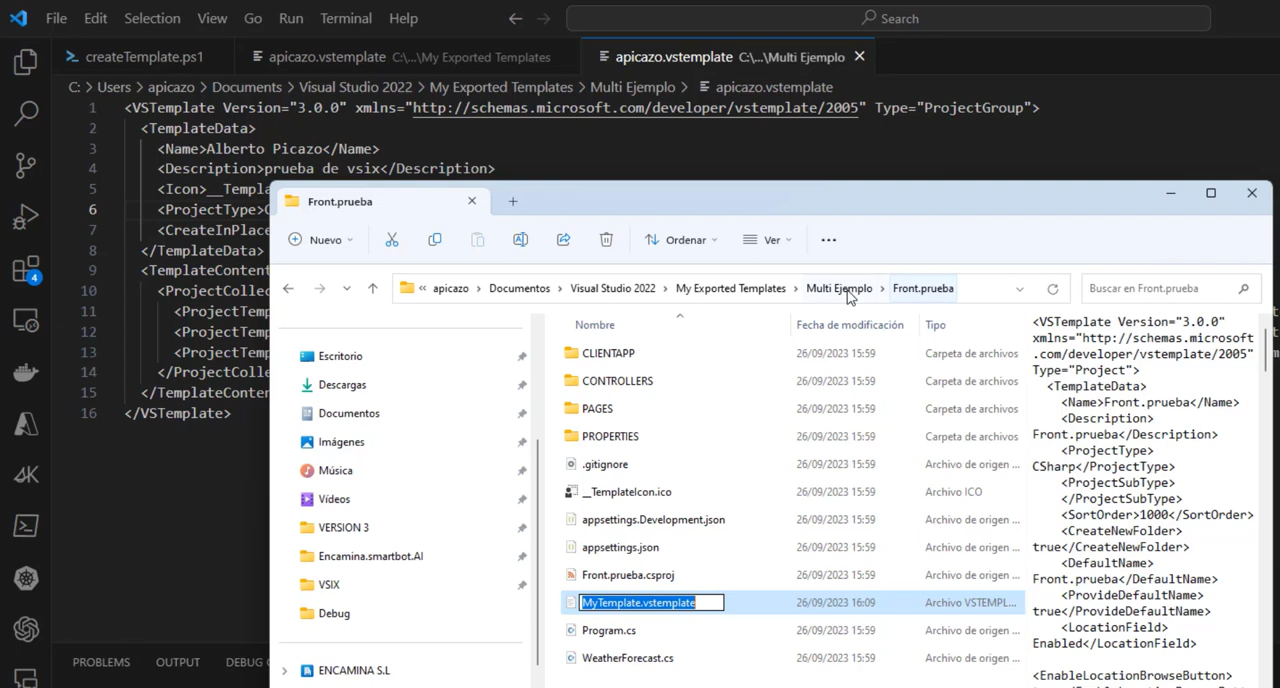 File Edit Selection View Go Run Terminal Help
Search
createTemplate.ps1
apicazo.vstemplate C:\...\My Exported Templates
apicazo.vstemplate C:\...\Multi Ejemplo
C: > Users > apicazo > Documents > Visual Studio 2022 > My Exported Templates > Multi Ejemplo > apicazo.vstemplate
1 <VSTemplate Version="3.0.0" xmlns="http://schemas.microsoft.com/developer/vstemplate/2005" Type="ProjectGroup">
2 <TemplateData>
3 <Name>Alberto Picazo</Name>
4 <Description>prueba de vsix</Description>
5 <Icon>__Templa
6 <ProjectType>
7 <CreateInPlace
8 </TemplateData>
9 <TemplateContent
10 <ProjectCollec
11 <ProjectTemp
12 <ProjectTemp
13 <ProjectTemp
14 </ProjectColle
15 </TemplateConten
16 </VSTemplate>
4
PROBLEMS OUTPUT DEBUG
Front.prueba
Nuevo
Ordenar
Ver
apicazo > Documentos > Visual Studio 2022 > My Exported Templates > Multi Ejemplo > Front.prueba
Buscar en Front.prueba
Escritorio
Descargas
Documentos
Imágenes
Música
Vídeos
VERSION 3
Encamina.smartbot.AI
VSIX
Debug
ENCAMINA S.L
Nombre Fecha de modificación Tipo
CLIENTAPP 26/09/2023 15:59 Carpeta de archivos
CONTROLLERS 26/09/2023 15:59 Carpeta de archivos
PAGES 26/09/2023 15:59 Carpeta de archivos
PROPERTIES 26/09/2023 15:59 Carpeta de archivos
.gitignore 26/09/2023 15:59 Archivo de origen ...
__TemplateIcon.ico 26/09/2023 15:59 Archivo ICO
appsettings.Development.json 26/09/2023 15:59 Archivo de origen ...
appsettings.json 26/09/2023 15:59 Archivo de origen ...
Front.prueba.csproj 26/09/2023 15:59 Archivo de origen ...
MyTemplate.vstemplate 26/09/2023 16:09 Archivo VSTEMPL...
Program.cs 26/09/2023 15:59 Archivo de origen ...
WeatherForecast.cs 26/09/2023 15:59 Archivo de origen ...
<VSTemplate Version="3.0.0"
xmlns="http://schemas.microsoft
.com/developer/vstemplate/2005"
Type="Project">
<TemplateData>
<Name>Front.prueba</Name>
<Description>
Front.prueba</Description>
<ProjectType>
CSharp</ProjectType>
<ProjectSubType>
</ProjectSubType>
<SortOrder>1000</SortOrder>
<CreateNewFolder>
true</CreateNewFolder>
<DefaultName>
Front.prueba</DefaultName>
<ProvideDefaultName>
true</ProvideDefaultName>
<LocationField>
Enabled</LocationField>
<EnableLocationBrowseButton>